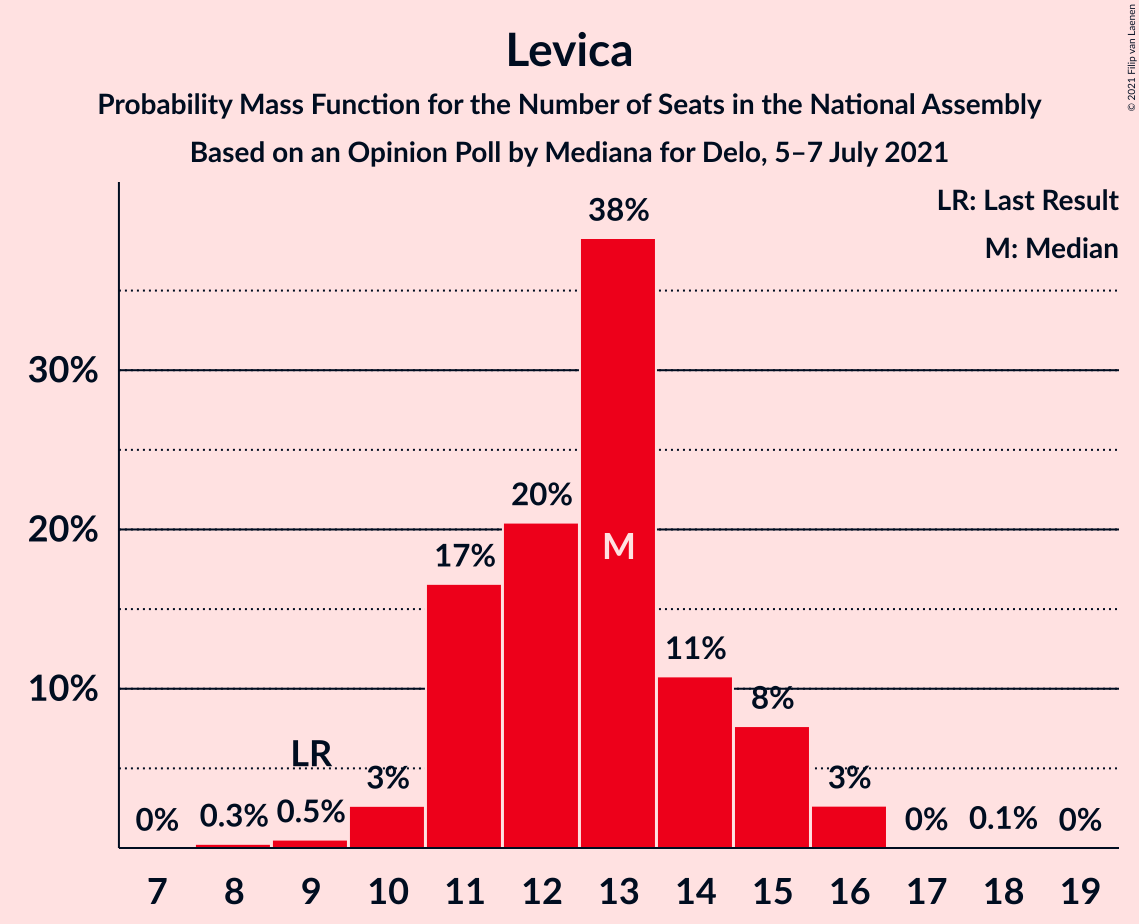 Levica
Probability Mass Function for the Number of Seats in the National Assembly
Based on an Opinion Poll by Mediana for Delo, 5–7 July 2021
© 2021 Filip van Laenen
LR: Last Result
M: Median
38%
30%
20%
M
20%
17%
11%
10%
8%
LR
3%
3%
0%
0.3%
0.5%
0%
0.1%
0%
7 8 9 10 11 12 13 14 15 16 17 18 19